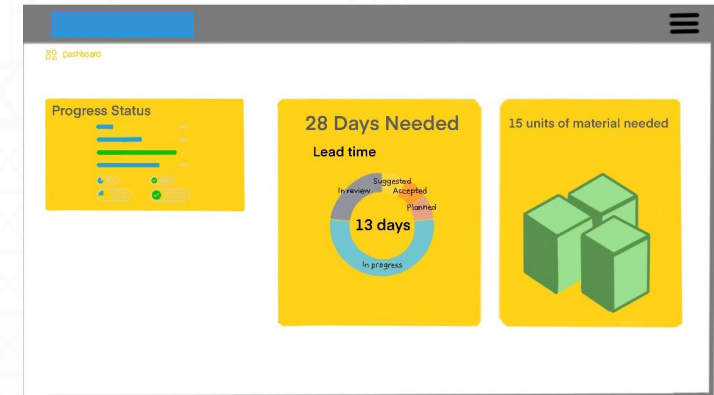 Dashboard
Progress Status
28 Days Needed
Lead time
Suggested
In review
Accepted
Planned
13 days
In progress
15 units of material needed